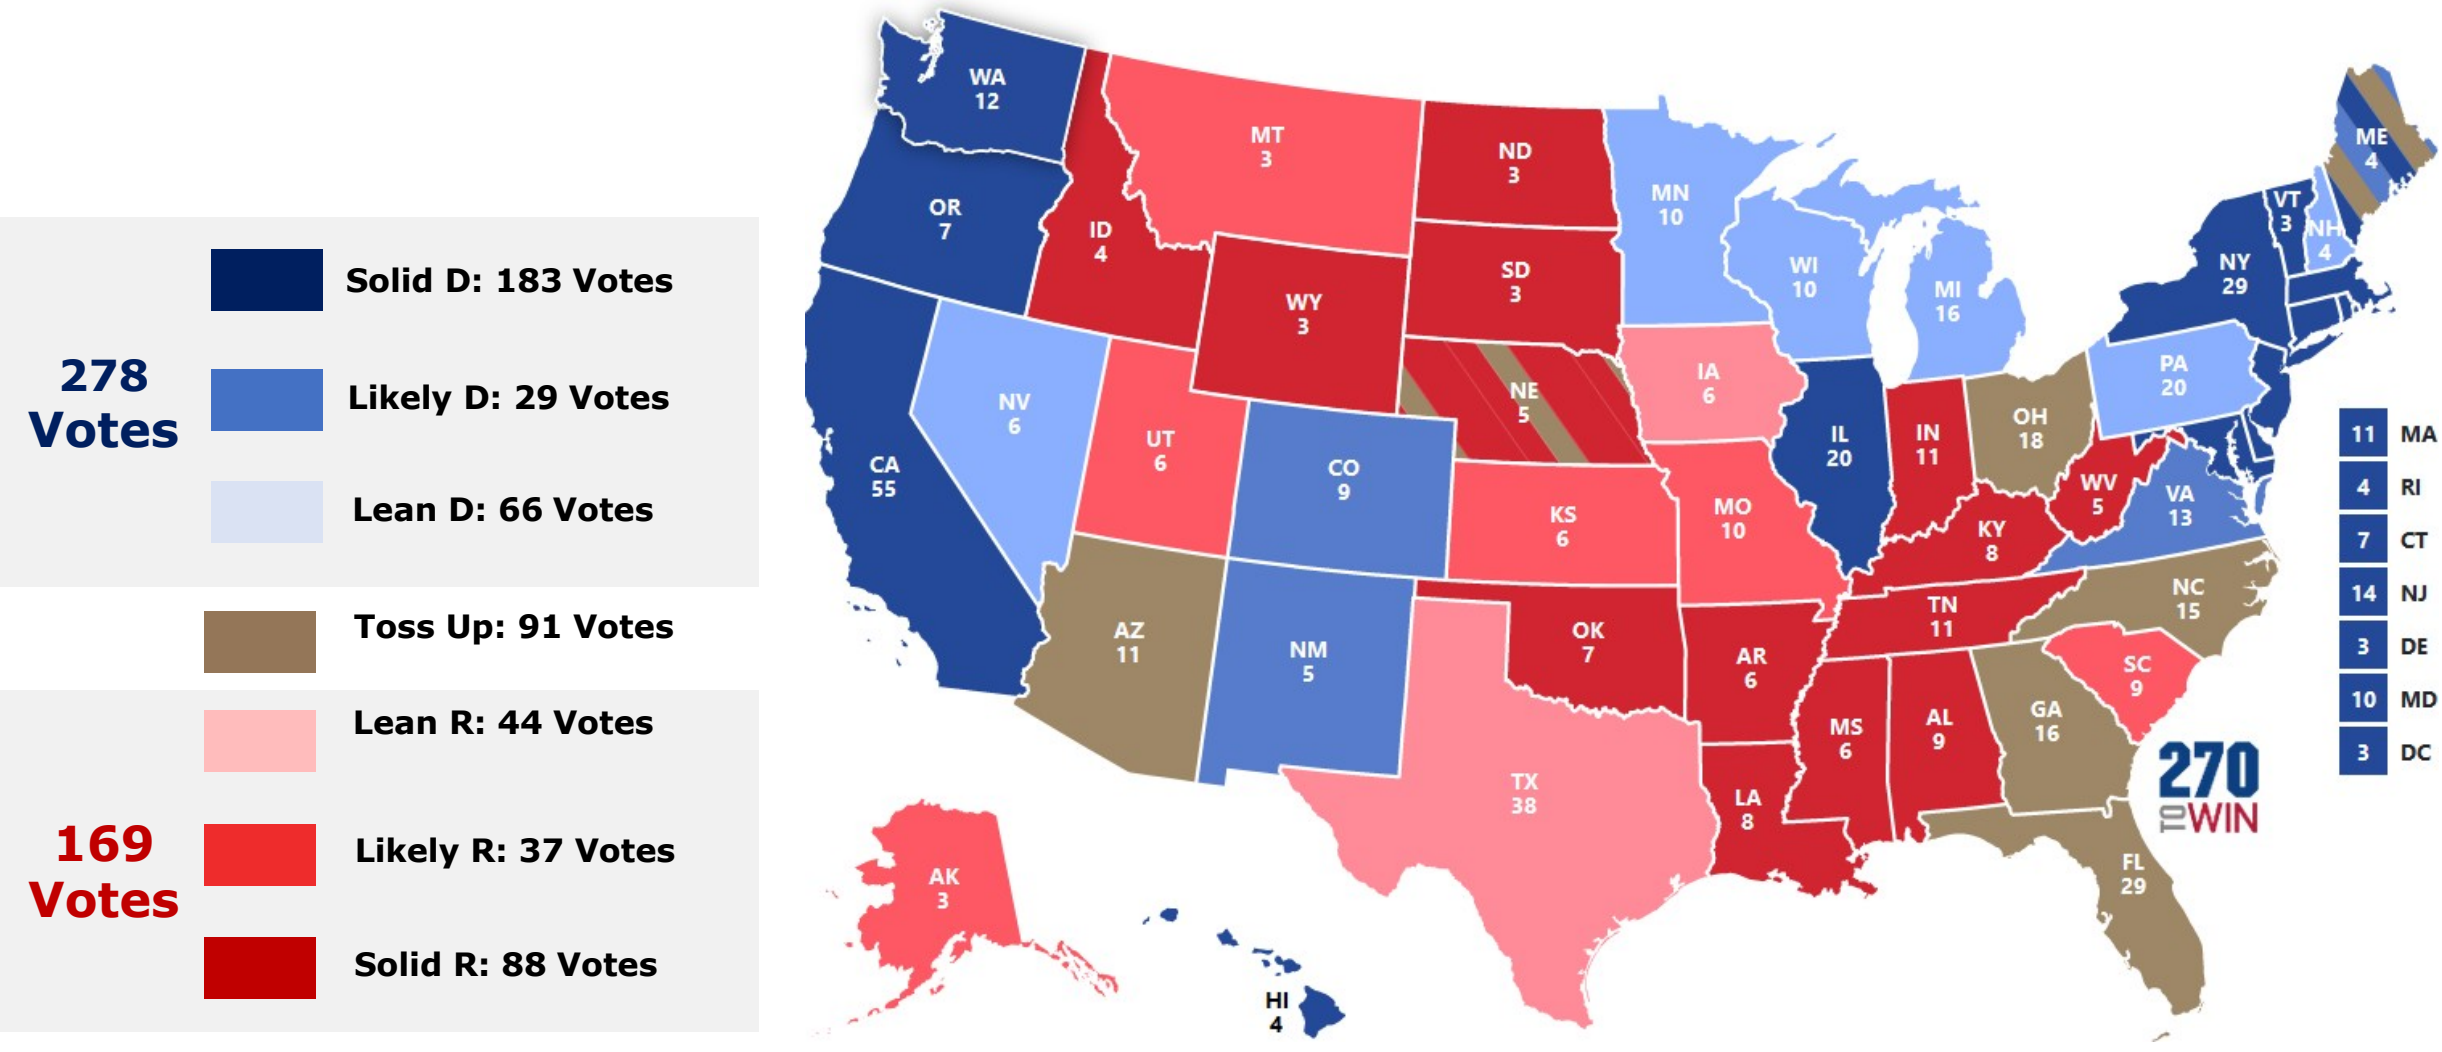 278
Votes
Solid D: 183 Votes
Likely D: 29 Votes
Lean D: 66 Votes
Toss Up: 91 Votes
169
Votes
Lean R: 44 Votes
Likely R: 37 Votes
Solid R: 88 Votes
WA
12
OR
7
CA
55
NV
6
ID
4
MT
3
WY
3
UT
6
CO
9
AZ
11
NM
5
ND
3
SD
3
NE
5
KS
6
OK
7
TX
38
MN
10
IA
6
MO
10
AR
6
LA
8
WI
10
IL
20
MI
16
IN
11
OH
18
KY
8
TN
11
MS
6
AL
9
GA
16
FL
29
SC
9
NC
15
VA
13
WV
5
PA
20
NY
29
VT
3
NH
4
ME
4
11 MA
4 RI
7 CT
14 NJ
3 DE
10 MD
3 DC
AK
3
HI
4
270
TO WIN